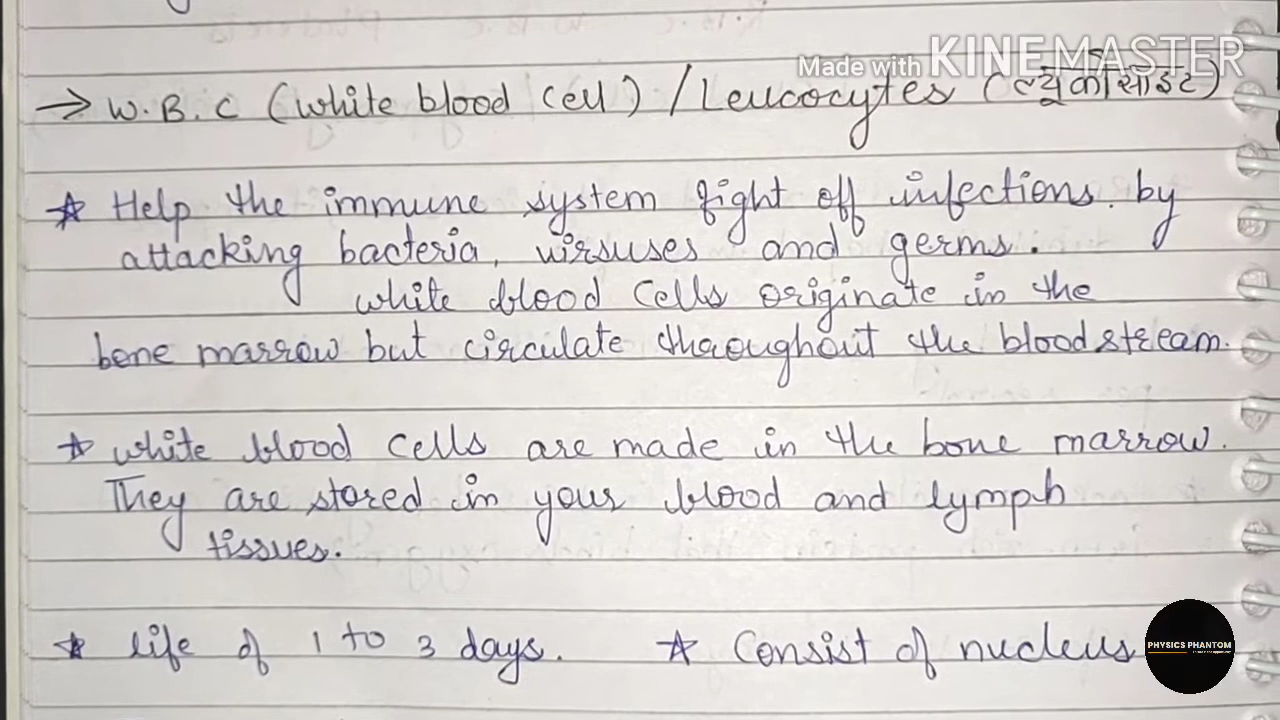 Made with KINEMASTER
→ W.B.C (White blood Cell) / Leucocytes (ल्यूकोसाइट)
☆ Help the immune system fight off infections. by
attacking bacteria, virsuses and germs.
white blood Cells originate in the
bone marrow but circulate throughout the bloodstream.
☆ white blood Cells are made in the bone marrow.
They are stored in your blood and lymph
tissues.
☆ life of 1 to 3 days. ☆ Consist of nucleus
PHYSICS PHANTOM